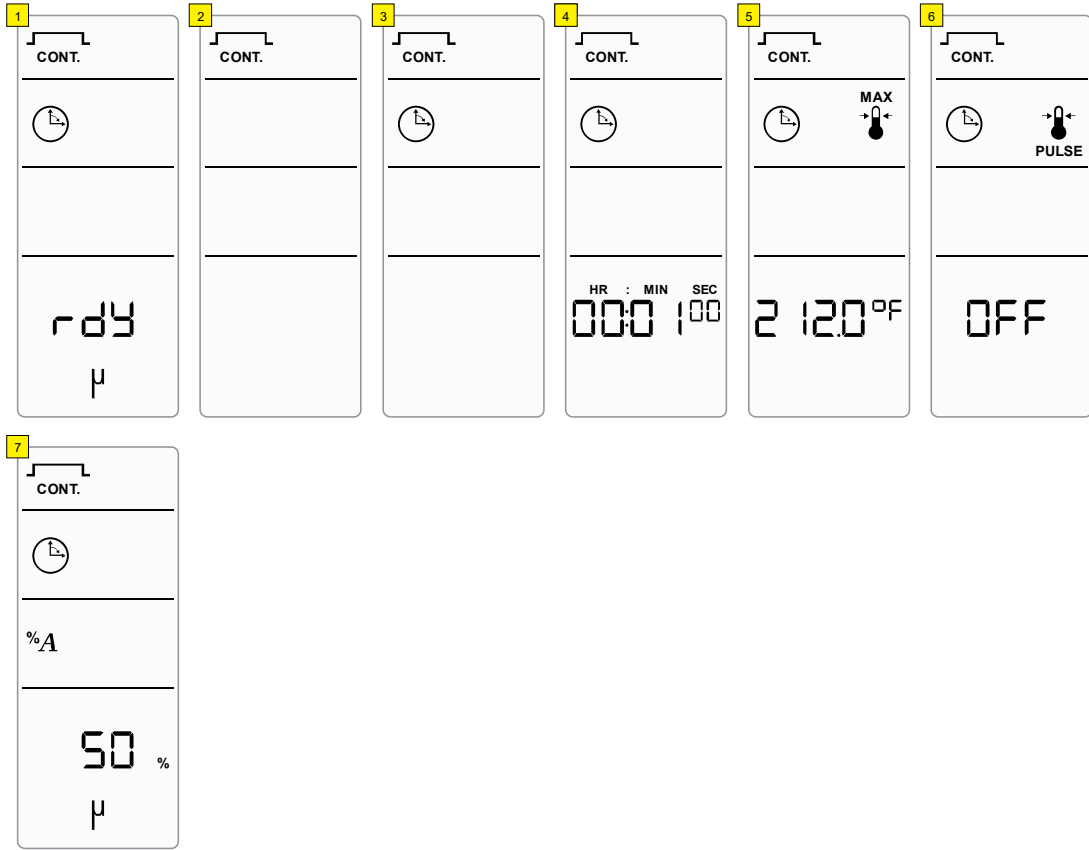 1
CONT.
rdY
µ
2
CONT.
3
CONT.
4
CONT.
HR : MIN SEC
00:01 00
5
CONT.
MAX
212.0°F
6
CONT.
PULSE
OFF
7
CONT.
%A
50 %
µ